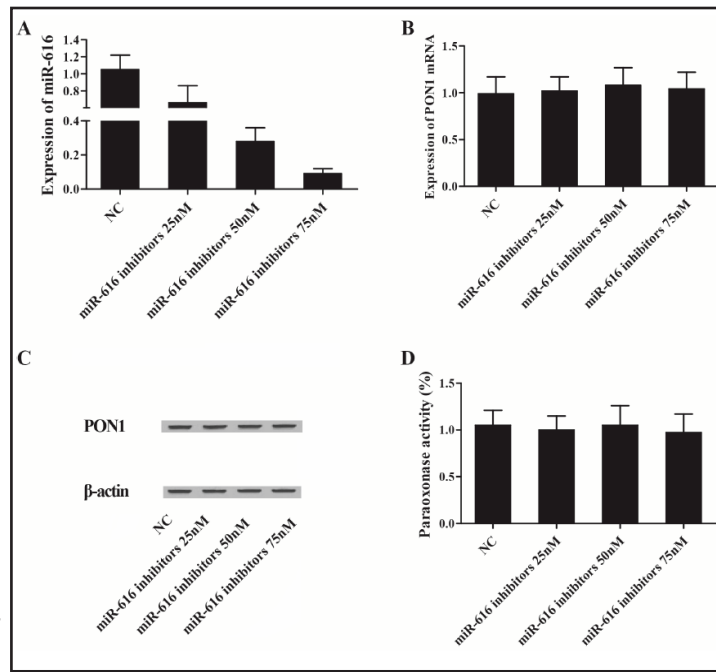 A
Expression of miR-616
1.4
1.2
1.0
0.8
0.4
0.2
0.0
NC
miR-616 inhibitors 25nM
miR-616 inhibitors 50nM
miR-616 inhibitors 75nM
B
Expression of PON1 mRNA
1.5
1.0
0.5
0.0
NC
miR-616 inhibitors 25nM
miR-616 inhibitors 50nM
miR-616 inhibitors 75nM
C
PON1
β-actin
NC
miR-616 inhibitors 25nM
miR-616 inhibitors 50nM
miR-616 inhibitors 75nM
D
Paraoxonase activity (%)
1.5
1.0
0.5
0.0
NC
miR-616 inhibitors 25nM
miR-616 inhibitors 50nM
miR-616 inhibitors 75nM